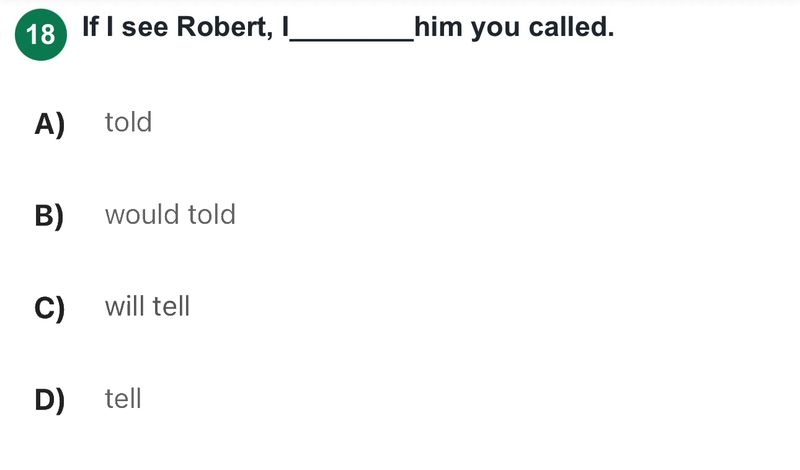 18 If I see Robert, I________him you called.
A) told
B) would told
C) will tell
D) tell